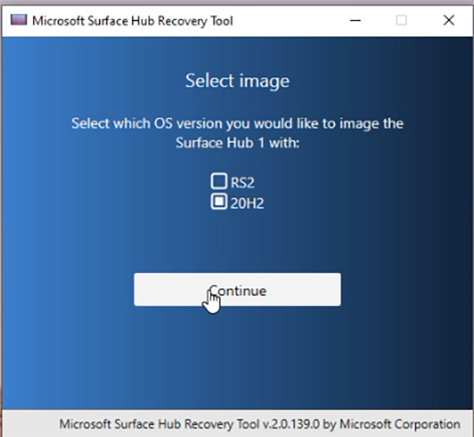 Microsoft Surface Hub Recovery Tool
Select image
Select which OS version you would like to image the
Surface Hub 1 with:
RS2
20H2
Continue
Microsoft Surface Hub Recovery Tool v.2.0.139.0 by Microsoft Corporation